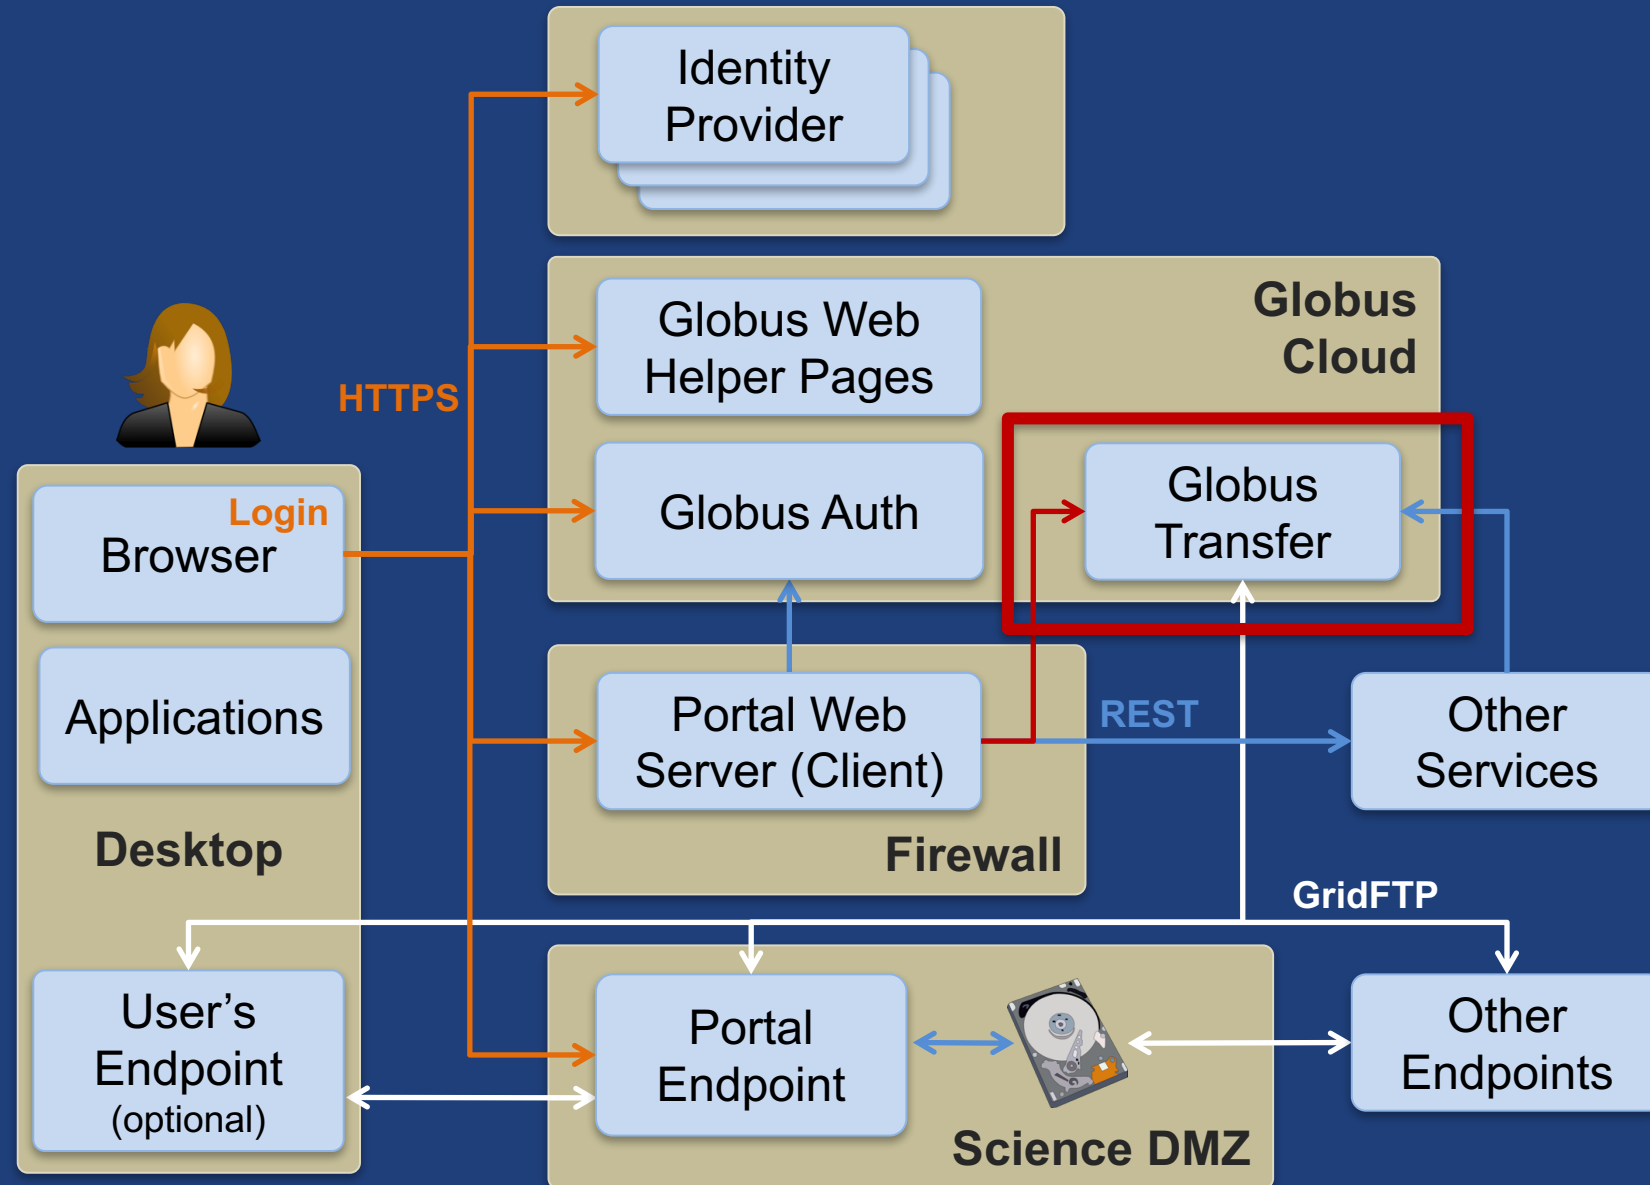 Identity
Provider
Globus Web
Helper Pages
Globus
Cloud
HTTPS
Globus Auth
Globus
Transfer
Login
Browser
Applications
Desktop
Portal Web
Server (Client)
Firewall
REST
Other
Services
GridFTP
User's
Endpoint
(optional)
Portal
Endpoint
Science DMZ
Other
Endpoints